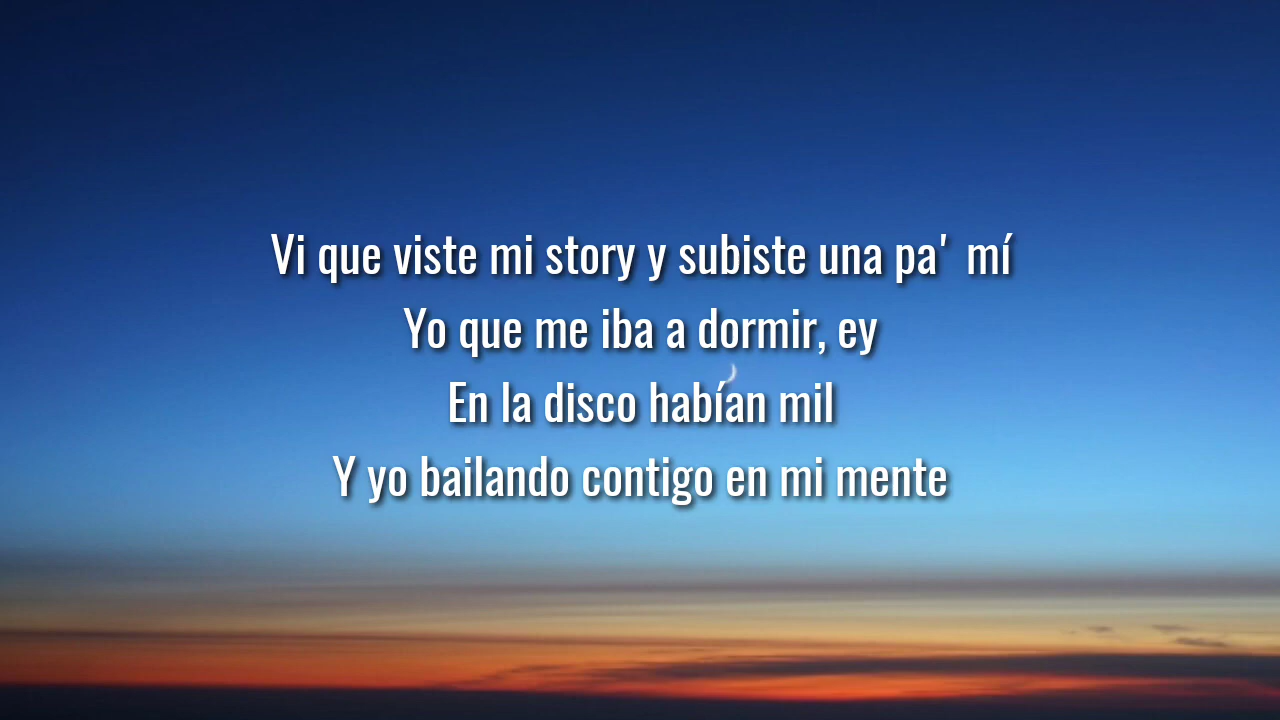 Vi que viste mi story y subiste una pa' mí
Yo que me iba a dormir, ey
En la disco habían mil
Y yo bailando contigo en mi mente